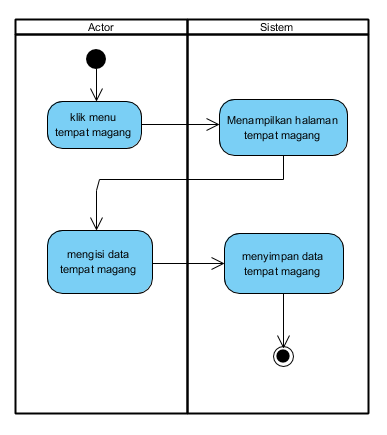 Actor
Sistem
klik menu
tempat magang
Menampilkan halaman
tempat magang
mengisi data
tempat magang
menyimpan data
tempat magang